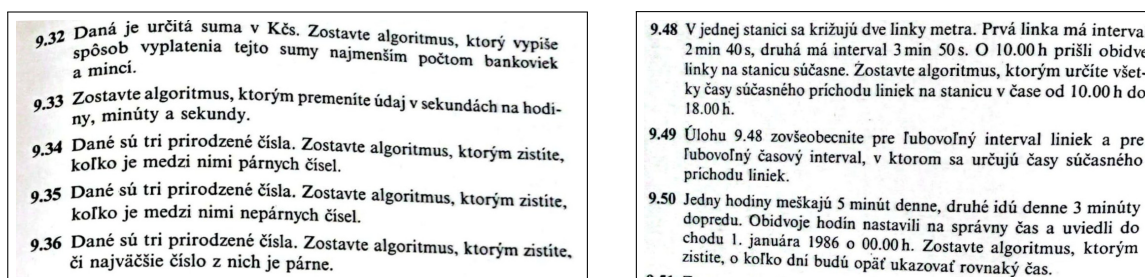 9.32 Daná je určitá suma v Kčs. Zostavte algoritmus, ktorý vypíše
spôsob vyplatenia tejto sumy najmenším počtom bankoviek
a mincí.
9.33 Zostavte algoritmus, ktorým premeníte údaj v sekundách na hodi-
ny, minúty a sekundy.
9.34 Dané sú tri prirodzené čísla. Zostavte algoritmus, ktorým zistíte,
koľko je medzi nimi párnych čísel.
9.35 Dané sú tri prirodzené čísla. Zostavte algoritmus, ktorým zistíte,
koľko je medzi nimi nepárnych čísel.
9.36 Dané sú tri prirodzené čísla. Zostavte algoritmus, ktorým zistíte,
či najväčšie číslo z nich je párne.
9.48 V jednej stanici sa križujú dve linky metra. Prvá linka má interva
2 min 40 s, druhá má interval 3 min 50 s. O 10.00 h prišli obidve
linky na stanicu súčasne. Zostavte algoritmus, ktorým určíte všet-
ky časy súčasného príchodu liniek na stanicu v čase od 10.00 h do
18.00 h.
9.49 Úlohu 9.48 zovšeobecnite pre ľubovoľný interval liniek a pre
ľubovoľný časový interval, v ktorom sa určujú časy súčasného
príchodu liniek.
9.50 Jedny hodiny meškajú 5 minút denne, druhé idú denne 3 minúty
dopredu. Obidvoje hodín nastavili na správny čas a uviedli do
chodu 1. januára 1986 o 00.00 h. Zostavte algoritmus, ktorým
zistíte, o koľko dní budú opäť ukazovať rovnaký čas.